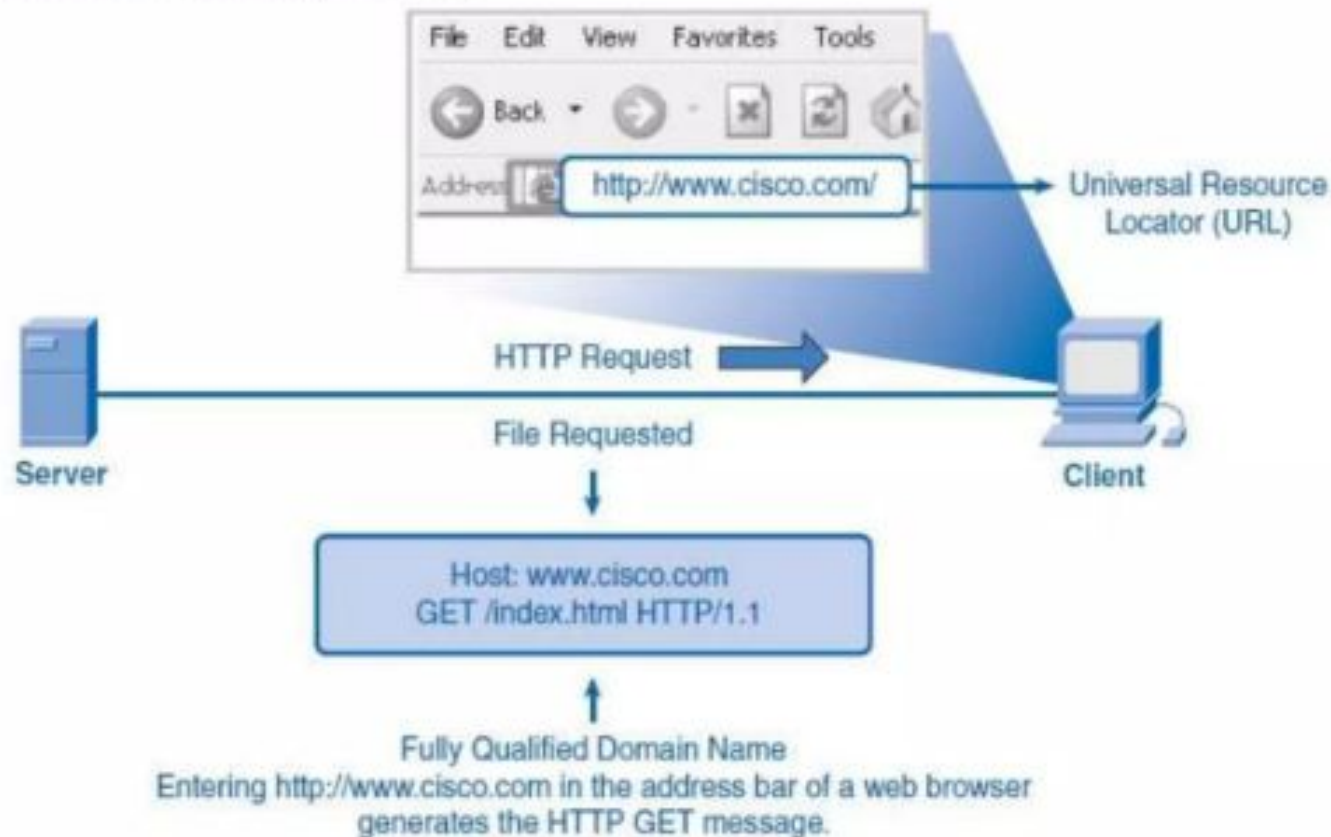 File Edit View Favorites Tools
Back
Address http://www.cisco.com/
Universal Resource
Locator (URL)
HTTP Request
File Requested
Server
Client
Host: www.cisco.com
GET /index.html HTTP/1.1
Fully Qualified Domain Name
Entering http://www.cisco.com in the address bar of a web browser
generates the HTTP GET message.